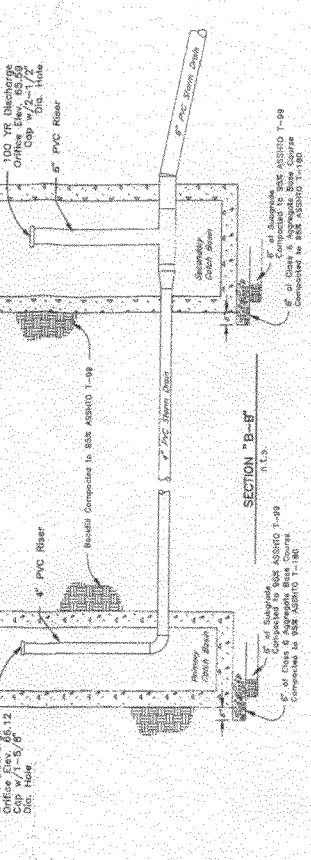 100 YR Discharge
Orifice Elev. 65.59
Cap w/2-1/2"
Dia. Hole
6" PVC Riser
6" PVC Storm Drain
Secondary
Catch Basin
6" of Subgrade
Compacted to 95% ASSHTO T-99
6" of Class 6 Aggregate Base Course
Compacted to 95% ASSHTO T-180
6"
Backfill Compacted to 95% ASSHTO T-99
4" PVC Storm Drain
SECTION "B-B"
n.t.s.
4" PVC Riser
Orifice Elev. 65.12
Cap w/1-5/8"
Dia. Hole
Primary
Catch Basin
6" of Subgrade
Compacted to 95% ASSHTO T-99
6" of Class 6 Aggregate Base Course
Compacted to 95% ASSHTO T-180
6"